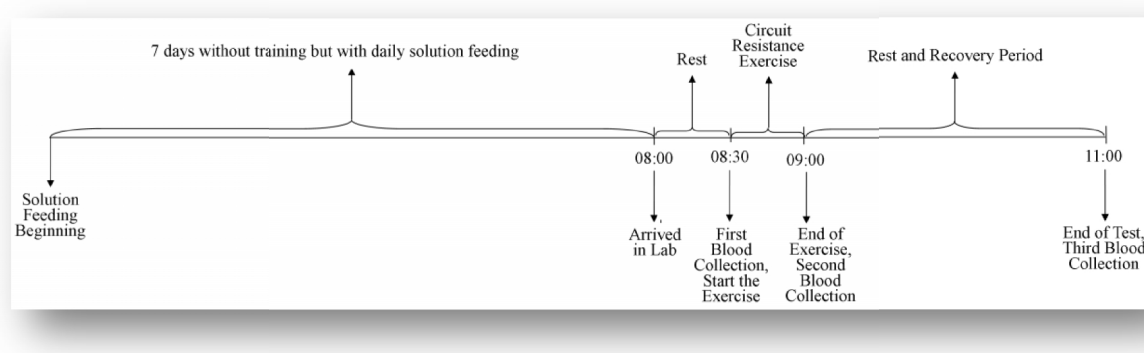 7 days without training but with daily solution feeding
Rest
Circuit
Resistance
Exercise
Rest and Recovery Period
08:00
08:30
09:00
11:00
Solution
Feeding
Beginning
Arrived
in Lab
First
Blood
Collection,
Start the
Exercise
End of
Exercise,
Second
Blood
Collection
End of Test,
Third Blood
Collection